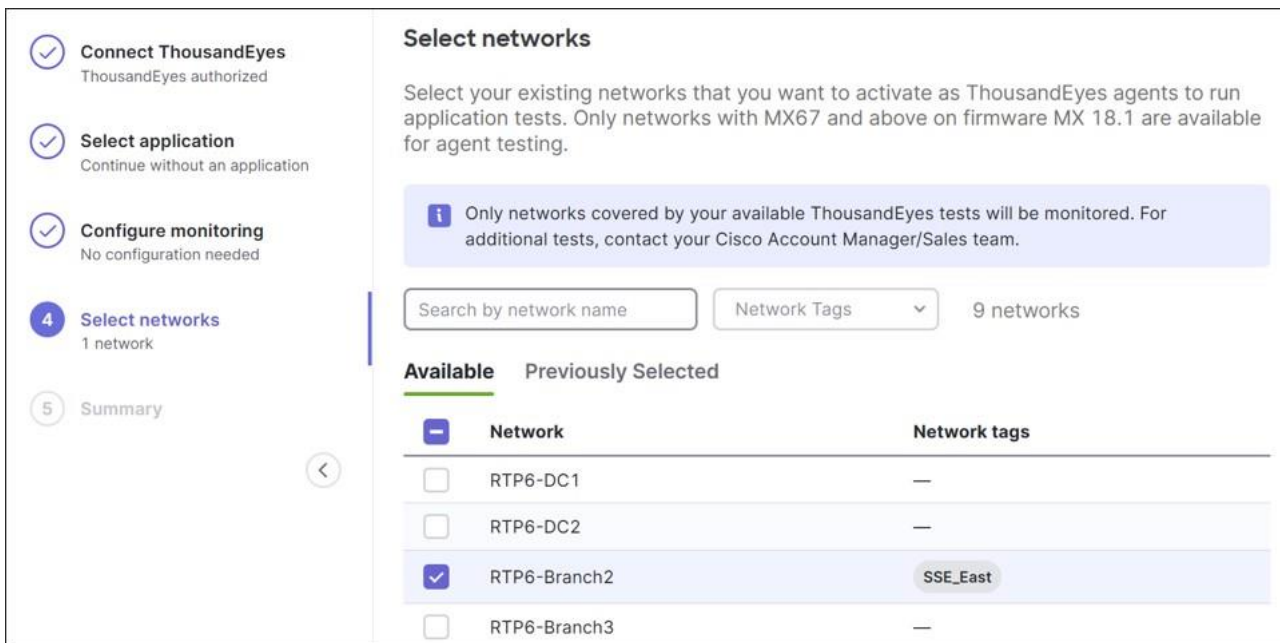 Connect ThousandEyes
ThousandEyes authorized
Select application
Continue without an application
Configure monitoring
No configuration needed
4
Select networks
1 network
5
Summary
Select networks
Select your existing networks that you want to activate as ThousandEyes agents to run
application tests. Only networks with MX67 and above on firmware MX 18.1 are available
for agent testing.
i
Only networks covered by your available ThousandEyes tests will be monitored. For
additional tests, contact your Cisco Account Manager/Sales team.
Search by network name
Network Tags
9 networks
Available Previously Selected
Network Network tags
RTP6-DC1 —
RTP6-DC2 —
RTP6-Branch2 SSE_East
RTP6-Branch3 —